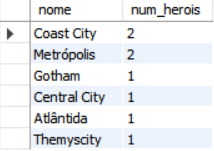 nome num_herois
Coast City 2
Metrópolis 2
Gotham 1
Central City 1
Atlântida 1
Themyscity 1